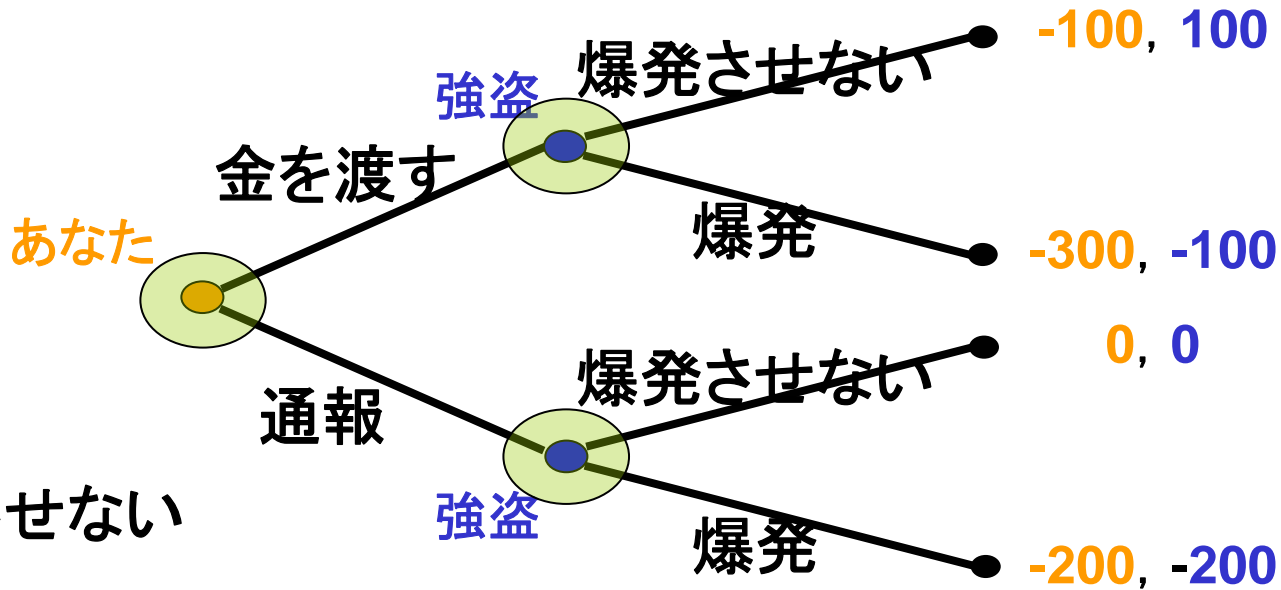 -100, 100
爆発させない
強盗
金を渡す
爆発
あなた
-300, -100
0, 0
爆発させない
通報
せない
強盗
爆発
-200, -200